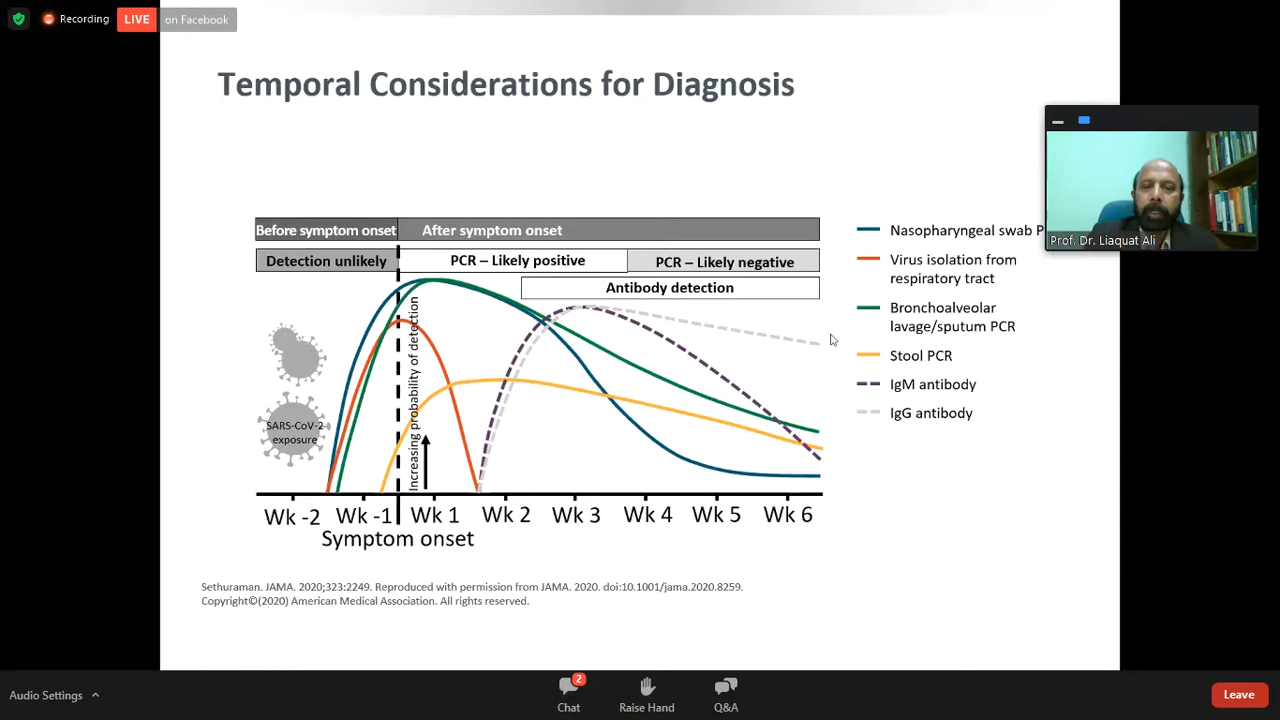 Recording
LIVE on Facebook
Temporal Considerations for Diagnosis
Before symptom onset
After symptom onset
Detection unlikely
PCR – Likely positive
PCR – Likely negative
Antibody detection
Increasing probability of detection
SARS-CoV-2
exposure
Wk -2 Wk -1 Wk 1 Wk 2 Wk 3 Wk 4 Wk 5 Wk 6
Symptom onset
Nasopharyngeal swab P
Virus isolation from
respiratory tract
Bronchoalveolar
lavage/sputum PCR
Stool PCR
IgM antibody
IgG antibody
Prof. Dr. Liaquat Ali
Sethuraman. JAMA. 2020;323:2249. Reproduced with permission from JAMA. 2020. doi:10.1001/jama.2020.8259.
Copyright©(2020) American Medical Association. All rights reserved.
Audio Settings
2
Chat
Raise Hand
Q&A
Leave